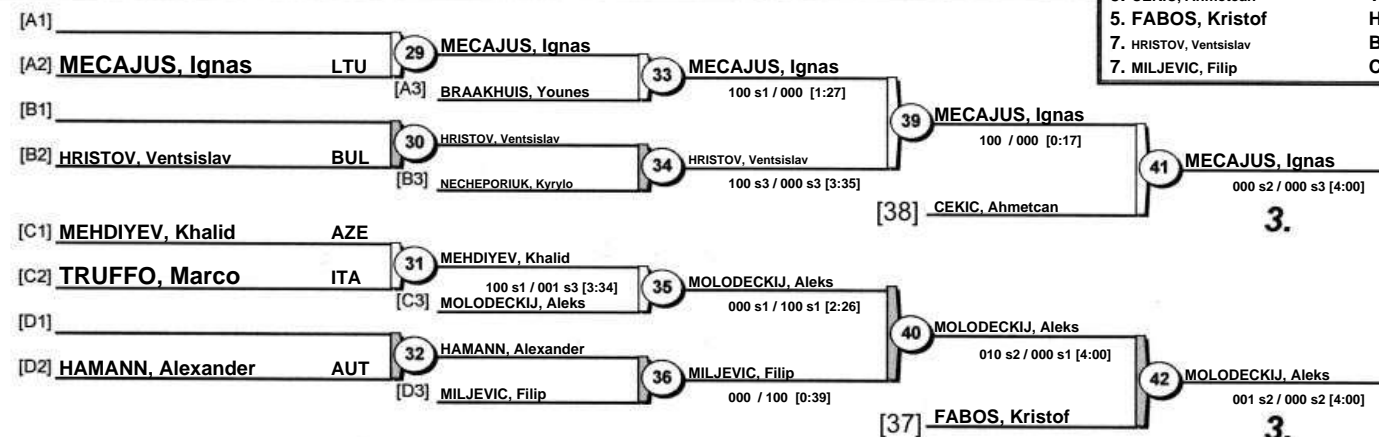 5. FABOS, Kristof H
7. HRISTOV, Ventsislav B
7. MILJEVIC, Filip
[A1]
[A2] MECAJUS, Ignas LTU
29
MECAJUS, Ignas
[A3] BRAAKHUIS, Younes
33
MECAJUS, Ignas
100 s1 / 000 [1:27]
[B1]
[B2] HRISTOV, Ventsislav BUL
30
HRISTOV, Ventsislav
[B3] NECHEPORIUK, Kyrylo
34
HRISTOV, Ventsislav
100 s3 / 000 s3 [3:35]
39
MECAJUS, Ignas
100 / 000 [0:17]
[38] CEKIC, Ahmetcan
41
MECAJUS, Ignas
000 s2 / 000 s3 [4:00]
3.
[C1] MEHDIYEV, Khalid AZE
[C2] TRUFFO, Marco ITA
31
MEHDIYEV, Khalid
100 s1 / 001 s3 [3:34]
[C3] MOLODECKIJ, Aleks
35
MOLODECKIJ, Aleks
000 s1 / 100 s1 [2:26]
[D1]
[D2] HAMANN, Alexander AUT
32
HAMANN, Alexander
[D3] MILJEVIC, Filip
36
MILJEVIC, Filip
000 / 100 [0:39]
40
MOLODECKIJ, Aleks
010 s2 / 000 s1 [4:00]
[37] FABOS, Kristof
42
MOLODECKIJ, Aleks
001 s2 / 000 s2 [4:00]
3.